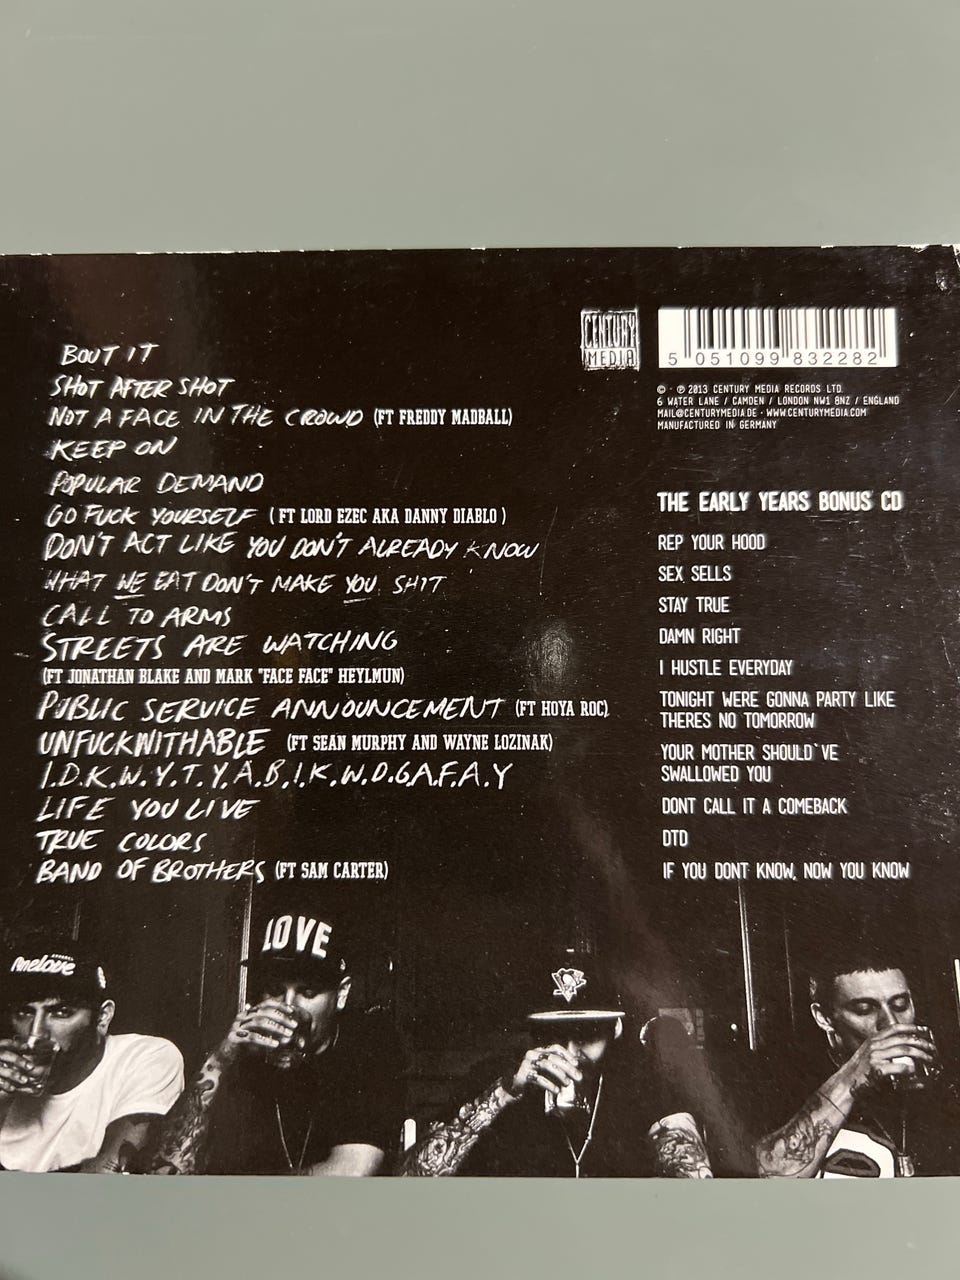 BOUT IT
SHOT AFTER SHOT
NOT A FACE IN THE CROWD (FT FREDDY MADBALL)
KEEP ON
POPULAR DEMAND
GO FUCK YOURSELF (FT LORD EZEC AKA DANNY DIABLO)
DON'T ACT LIKE YOU DON'T ALREADY KNOW
WHAT WE EAT DON'T MAKE YOU SHIT
CALL TO ARMS
STREETS ARE WATCHING
(FT JONATHAN BLAKE AND MARK "FACE FACE" HEYLMUN)
PUBLIC SERVICE ANNOUNCEMENT (FT HOYA ROC)
UNFUCKWITHABLE (FT SEAN MURPHY AND WAYNE LOZINAK)
I.D.K.W.Y.T.Y.A.B.I.K.W.D.G.A.F.A.Y
LIFE YOU LIVE
TRUE COLORS
BAND OF BROTHERS (FT SAM CARTER)
CENTURY
MEDIA
5 051099 832282
© · ℗ 2013 CENTURY MEDIA RECORDS LTD.
6 WATER LANE / CAMDEN / LONDON NW1 8NZ / ENGLAND
MAIL@CENTURYMEDIA.DE · WWW.CENTURYMEDIA.COM
MANUFACTURED IN GERMANY
THE EARLY YEARS BONUS CD
REP YOUR HOOD
SEX SELLS
STAY TRUE
DAMN RIGHT
I HUSTLE EVERYDAY
TONIGHT WERE GONNA PARTY LIKE
THERES NO TOMORROW
YOUR MOTHER SHOULD`VE
SWALLOWED YOU
DONT CALL IT A COMEBACK
DTD
IF YOU DONT KNOW, NOW YOU KNOW
LOVE